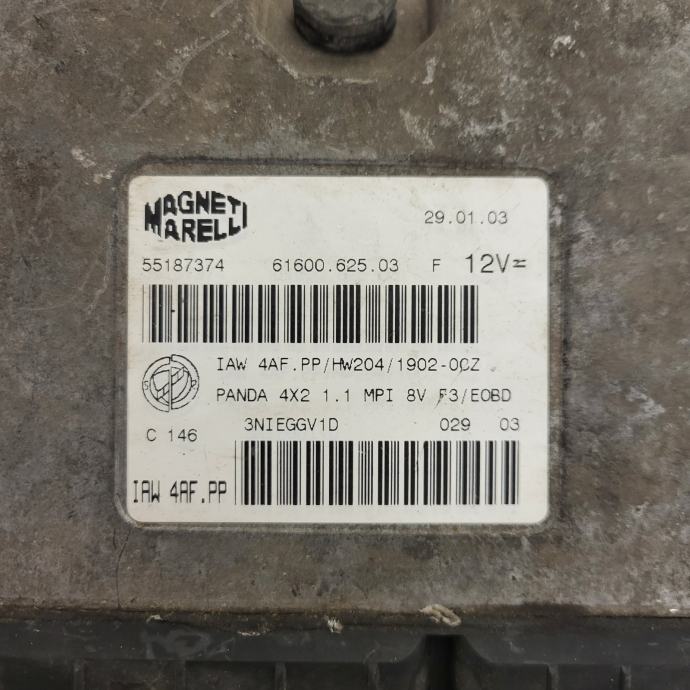 MAGNETI
MARELLI
29.01.03
55187374 61600.625.03 F 12V
IAW 4AF.PP/HW204/1902-00Z
PANDA 4X2 1.1 MPI 8V F3/EOBD
3NIEGGV1D 029 03
C 146
IAW 4AF.PP